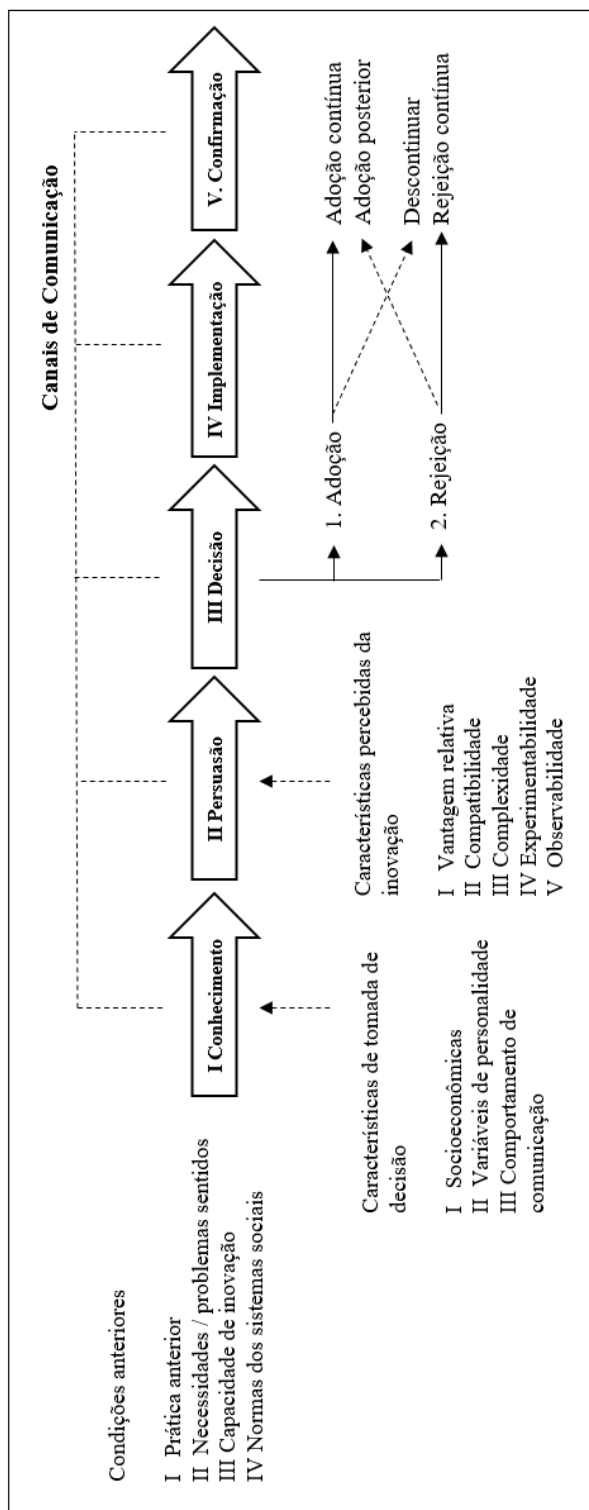 Canais de Comunicação
I Conhecimento
II Persuasão
III Decisão
IV Implementação
V. Confirmação
Condições anteriores
I Prática anterior
II Necessidades / problemas sentidos
III Capacidade de inovação
IV Normas dos sistemas sociais
Características de tomada de
decisão
I Socioeconômicas
II Variáveis de personalidade
III Comportamento de
comunicação
Características percebidas da
inovação
I Vantagem relativa
II Compatibilidade
III Complexidade
IV Experimentabilidade
V Observabilidade
1. Adoção
2. Rejeição
Adoção contínua
Adoção posterior
Descontinuar
Rejeição contínua